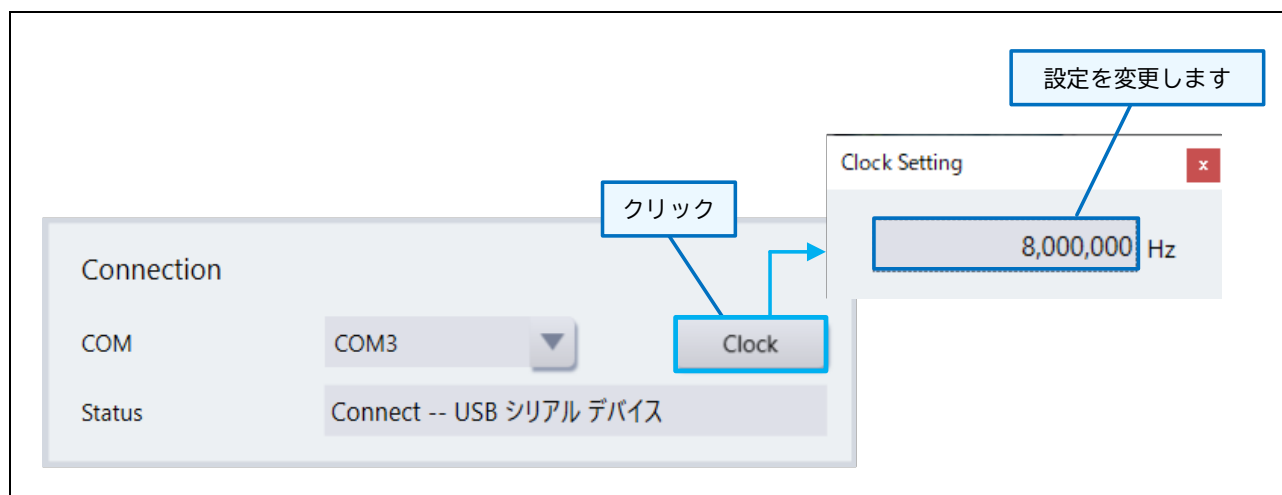 設定を変更します
Clock Setting
x
クリック
8,000,000 Hz
Connection
COM COM3 Clock
Status Connect -- USB シリアル デバイス